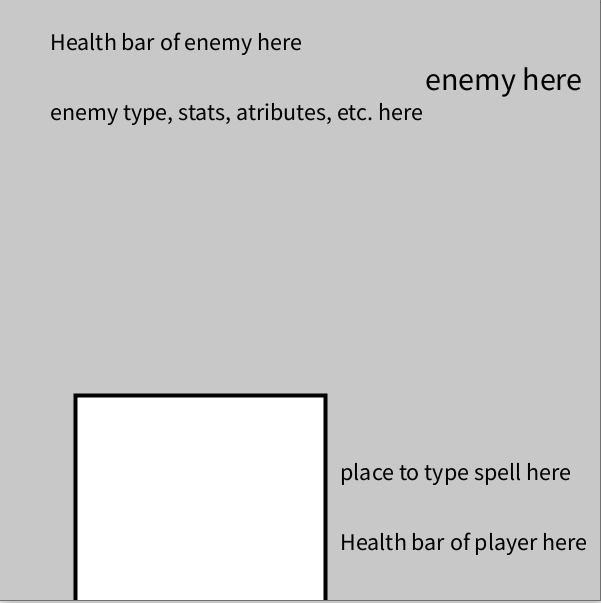 Health bar of enemy here
enemy here
enemy type, stats, atributes, etc. here
place to type spell here
Health bar of player here